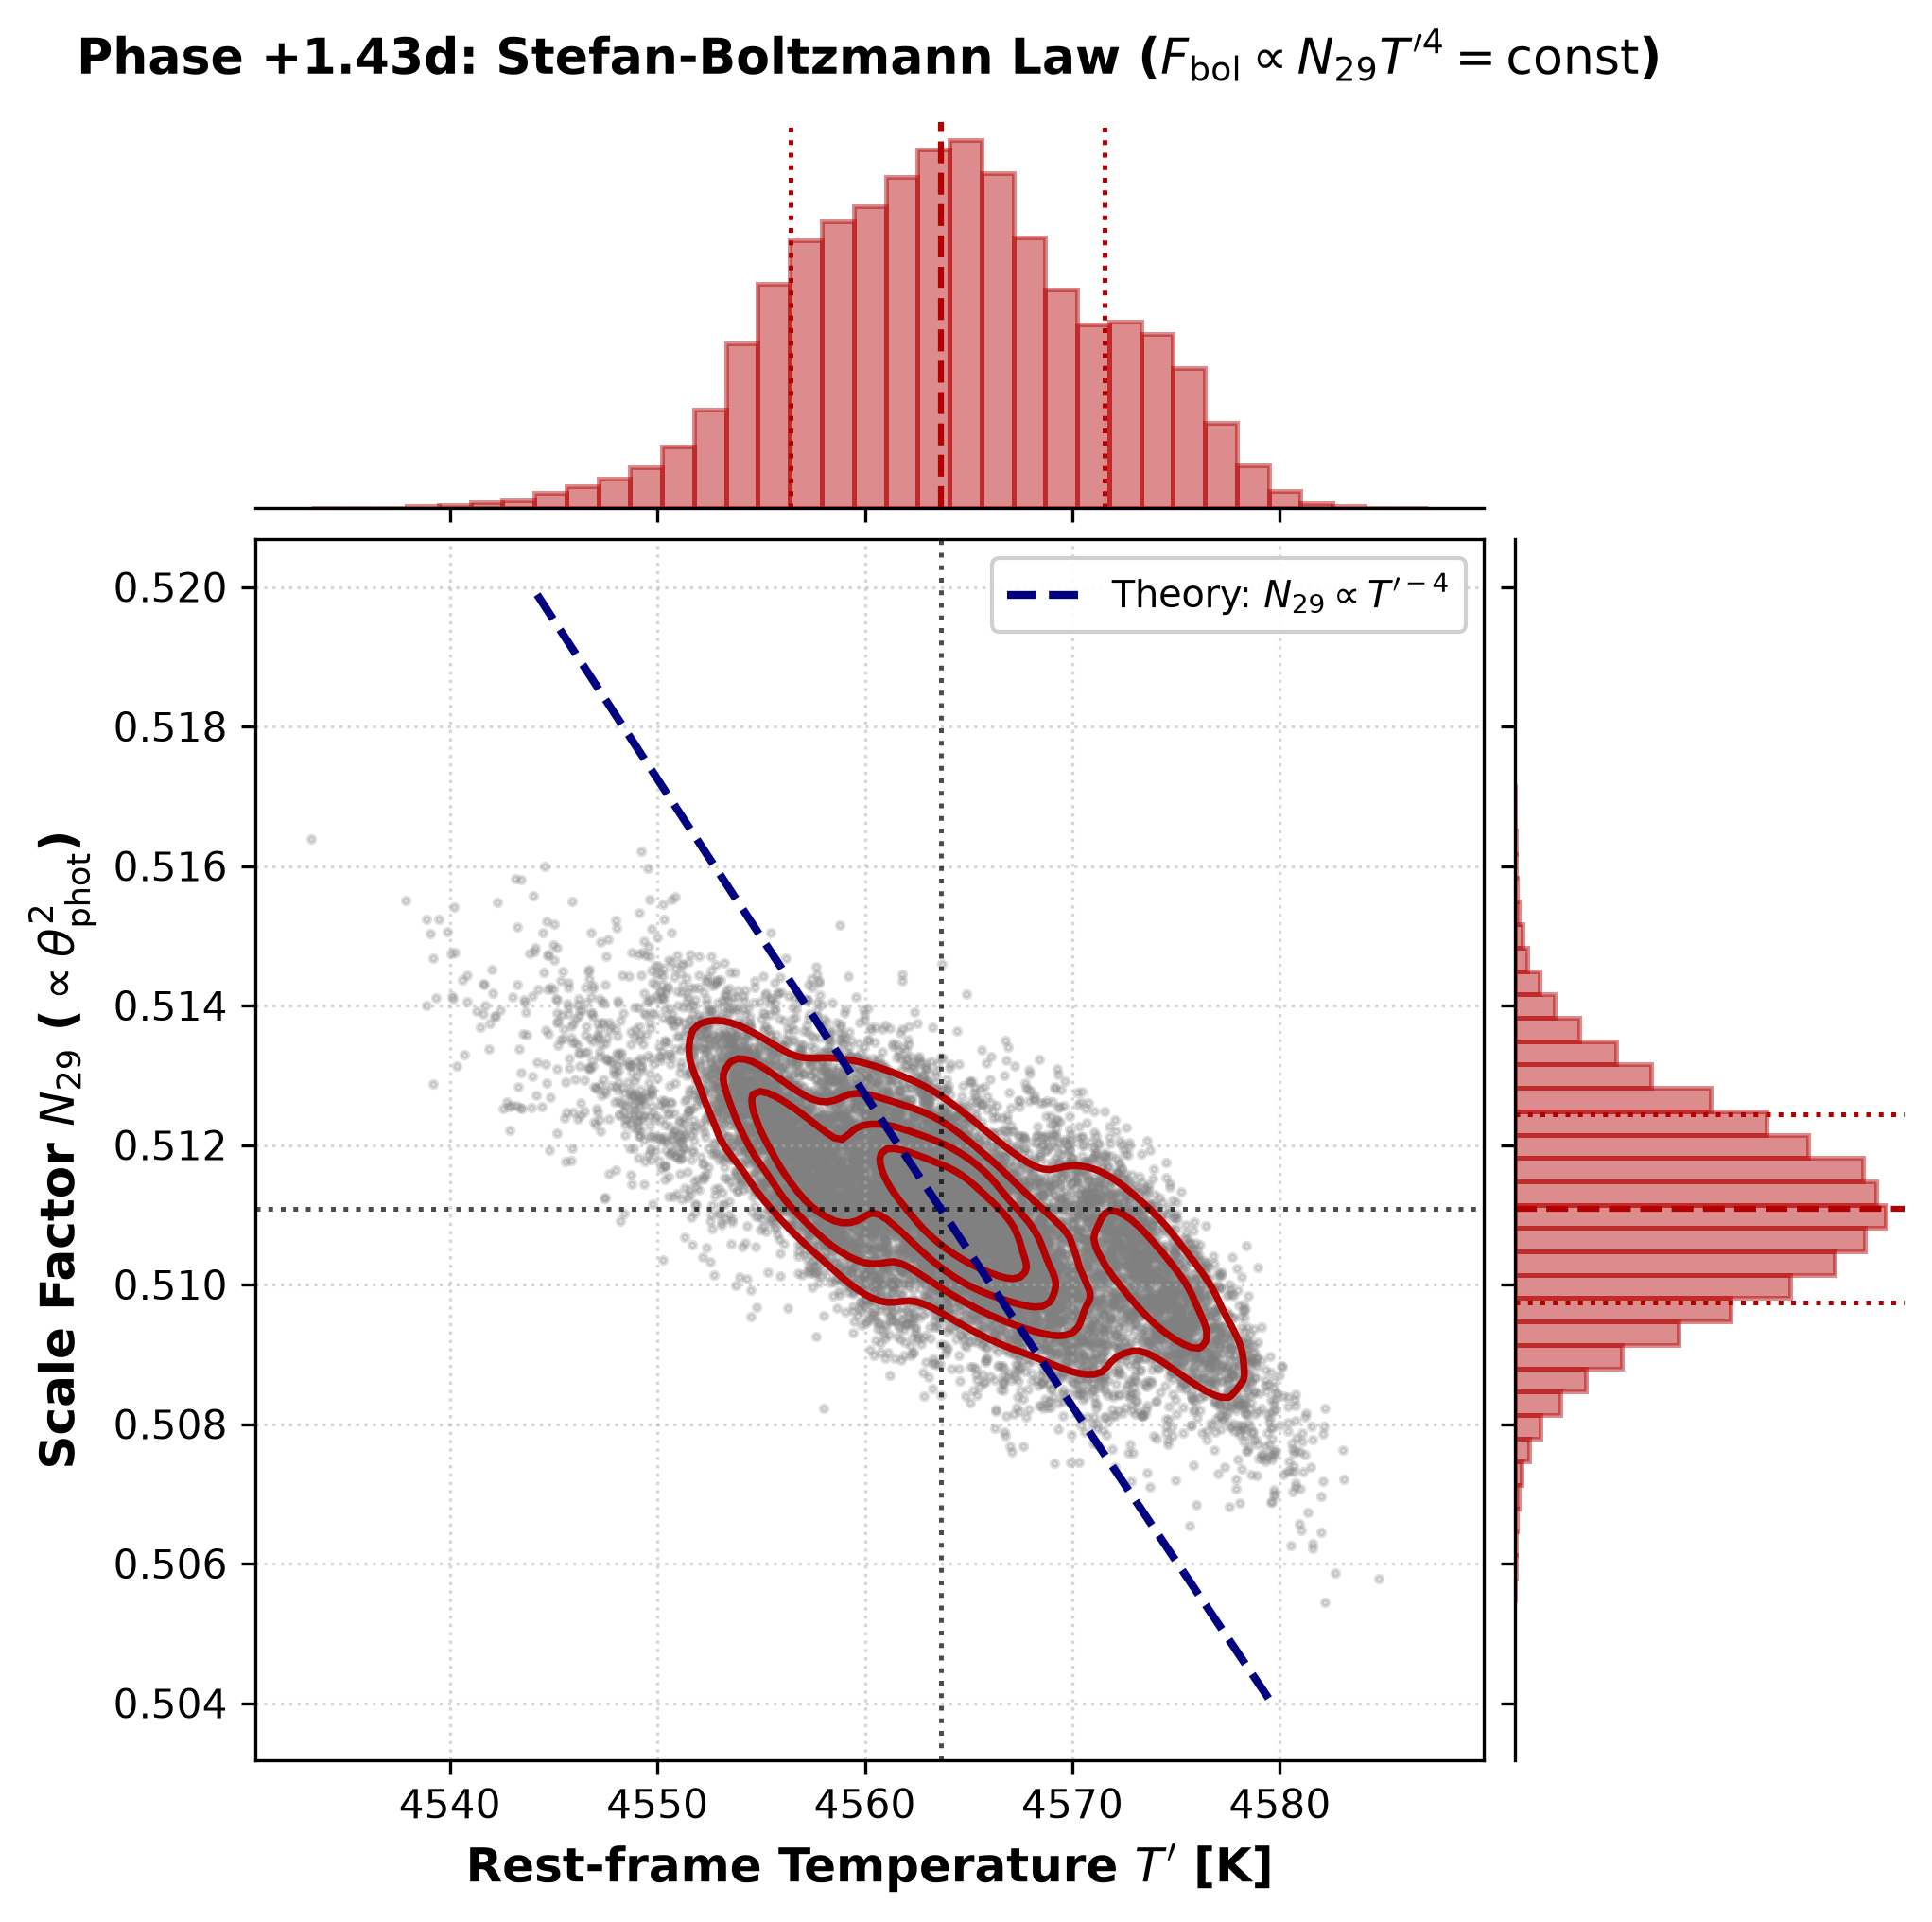 Phase +1.43d: Stefan-Boltzmann Law (F_bol ∝ N_29 T′^4 = const)
Theory: N_29 ∝ T′^−4
0.520
0.518
0.516
0.514
0.512
0.510
0.508
0.506
0.504
Scale Factor N_29 ( ∝ θ^2_phot)
4540 4550 4560 4570 4580
Rest-frame Temperature T′ [K]